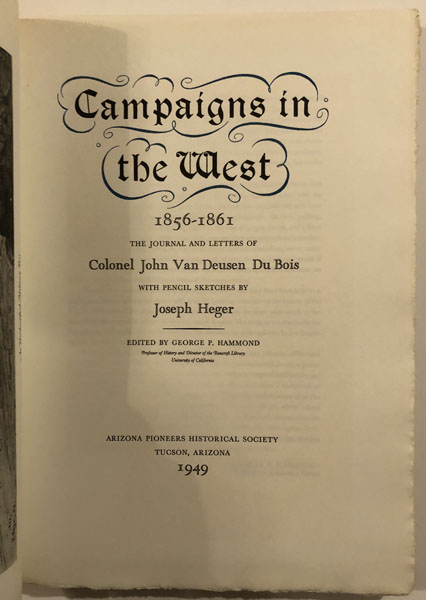 Campaigns in
the West
1856-1861
THE JOURNAL AND LETTERS OF
Colonel John Van Deusen Du Bois
WITH PENCIL SKETCHES BY
Joseph Heger
EDITED BY GEORGE P. HAMMOND
Professor of History and Director of the Bancroft Library
University of California
ARIZONA PIONEERS HISTORICAL SOCIETY
TUCSON, ARIZONA
1949